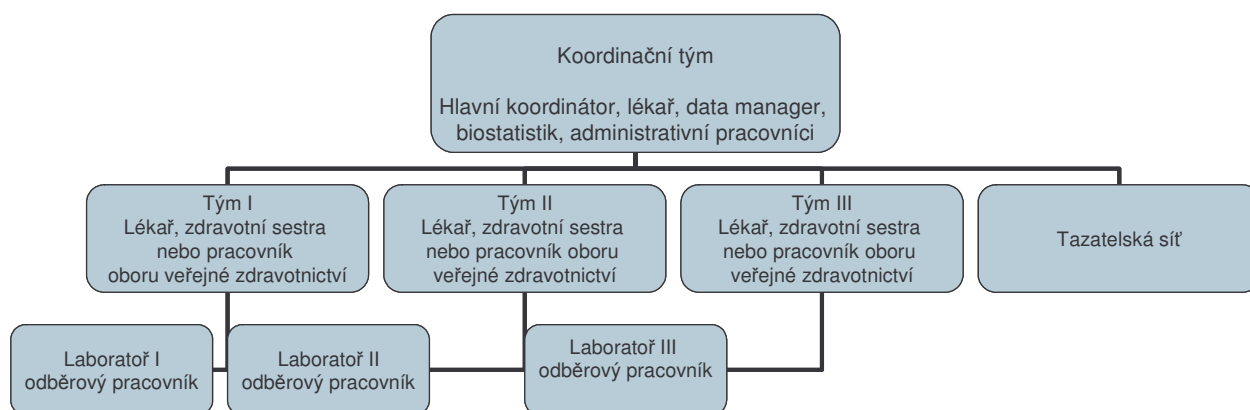 Koordinační tým
Hlavní koordinátor, lékař, data manager,
biostatistik, administrativní pracovníci
Tým I
Lékař, zdravotní sestra
nebo pracovník
oboru veřejné zdravotnictví
Tým II
Lékař, zdravotní sestra
nebo pracovník oboru
veřejné zdravotnictví
Tým III
Lékař, zdravotní sestra
nebo pracovník oboru
veřejné zdravotnictví
Tazatelská síť
Laboratoř I
odběrový pracovník
Laboratoř II
odběrový pracovník
Laboratoř III
odběrový pracovník